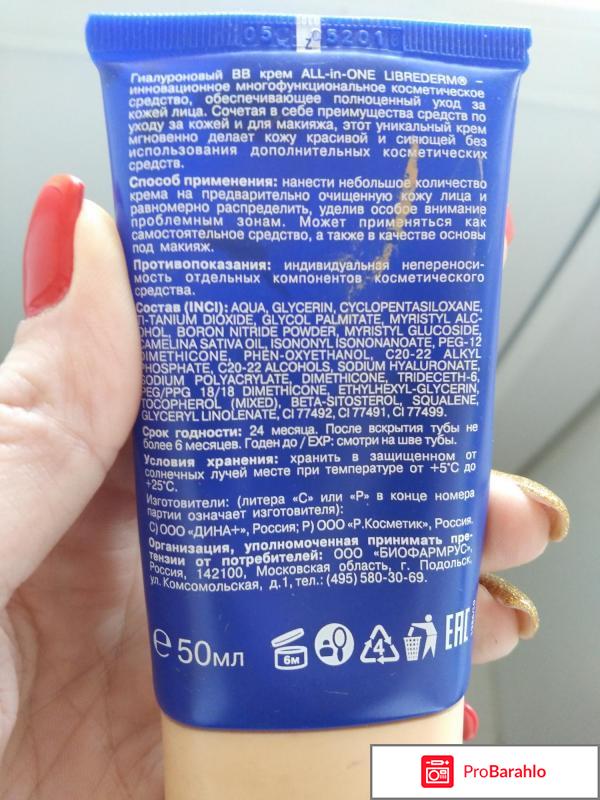 05 5201
Гиалуроновый BB крем ALL-in-ONE LIBREDERM® –
инновационное многофункциональное косметическое
средство, обеспечивающее полноценный уход за
кожей лица. Сочетая в себе преимущества средств по
уходу за кожей и для макияжа, этот уникальный крем
мгновенно делает кожу красивой и сияющей без
использования дополнительных косметических
средств.
Способ применения: нанести небольшое количество
крема на предварительно очищенную кожу лица и
равномерно распределить, уделив особое внимание
проблемным зонам. Может применяться как
самостоятельное средство, а также в качестве основы
под макияж.
Противопоказания: индивидуальная непереноси-
мость отдельных компонентов косметического
средства.
Состав (INCI): AQUA, GLYCERIN, CYCLOPENTASILOXANE,
TI-TANIUM DIOXIDE, GLYCOL PALMITATE, MYRISTYL ALC-
OHOL, BORON NITRIDE POWDER, MYRISTYL GLUCOSIDE,
CAMELINA SATIVA OIL, ISONONYL ISONONANOATE, PEG-12
DIMETHICONE, PHEN-OXYETHANOL, C20-22 ALKYL
PHOSPHATE, C20-22 ALCOHOLS, SODIUM HYALURONATE,
SODIUM POLYACRYLATE, DIMETHICONE, TRIDECETH-6,
PEG/PPG 18/18 DIMETHICONE, ETHYLHEXYL-GLYCERIN,
TOCOPHEROL (MIXED), BETA-SITOSTEROL, SQUALENE,
GLYCERYL LINOLENATE, CI 77492, CI 77491, CI 77499.
Срок годности: 24 месяца. После вскрытия тубы не
более 6 месяцев. Годен до / EXP: смотри на шве тубы.
Условия хранения: хранить в защищенном от
солнечных лучей месте при температуре от +5°С до
+25°С.
Изготовители: (литера «С» или «Р» в конце номера
партии означает изготовителя):
С) ООО «ДИНА+», Россия; Р) ООО «Р.Косметик», Россия.
Организация, уполномоченная принимать пре-
тензии от потребителей: ООО «БИОФАРМРУС»,
Россия, 142100, Московская область, г. Подольск,
ул. Комсомольская, д.1, тел.: (495) 580-30-69.
℮ 50мл 6м 4 EAC
ProBarahlo